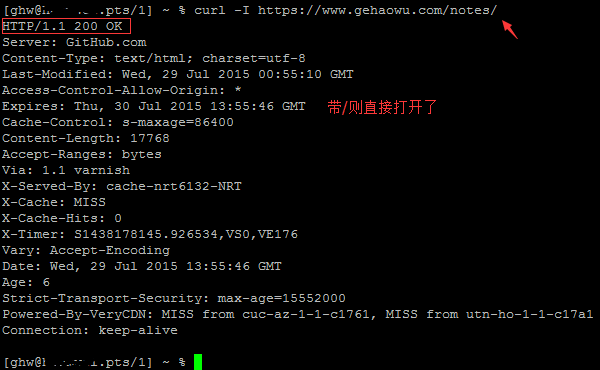 [ghw@h pts/1] ~ % curl -I https://www.gehaowu.com/notes/
HTTP/1.1 200 OK
Server: GitHub.com
Content-Type: text/html; charset=utf-8
Last-Modified: Wed, 29 Jul 2015 00:55:10 GMT
Access-Control-Allow-Origin: *
Expires: Thu, 30 Jul 2015 13:55:46 GMT 带/则直接打开了
Cache-Control: s-maxage=86400
Content-Length: 17768
Accept-Ranges: bytes
Via: 1.1 varnish
X-Served-By: cache-nrt6132-NRT
X-Cache: MISS
X-Cache-Hits: 0
X-Timer: S1438178145.926534,VS0,VE176
Vary: Accept-Encoding
Date: Wed, 29 Jul 2015 13:55:46 GMT
Age: 6
Strict-Transport-Security: max-age=15552000
Powered-By-VeryCDN: MISS from cuc-az-1-1-c1761, MISS from utn-ho-1-1-c17a1
Connection: keep-alive
[ghw@h .pts/1] ~ %